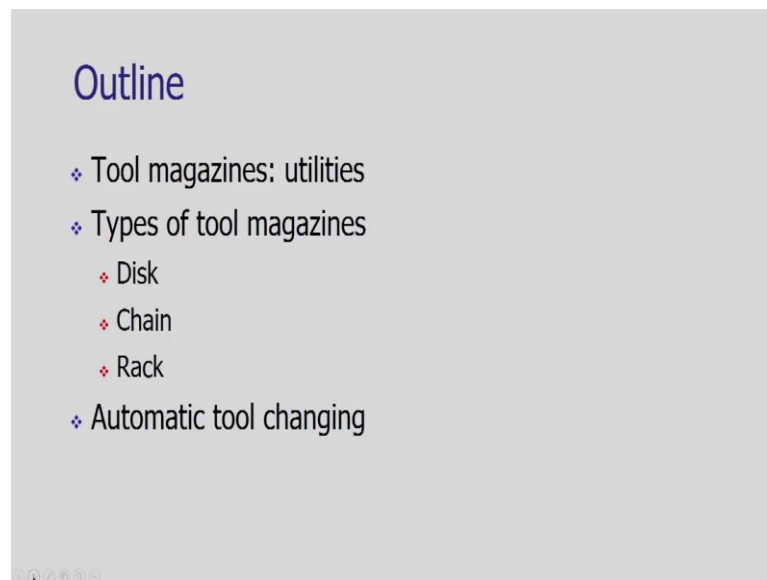 Outline
Tool magazines: utilities
Types of tool magazines
Disk
Chain
Rack
Automatic tool changing